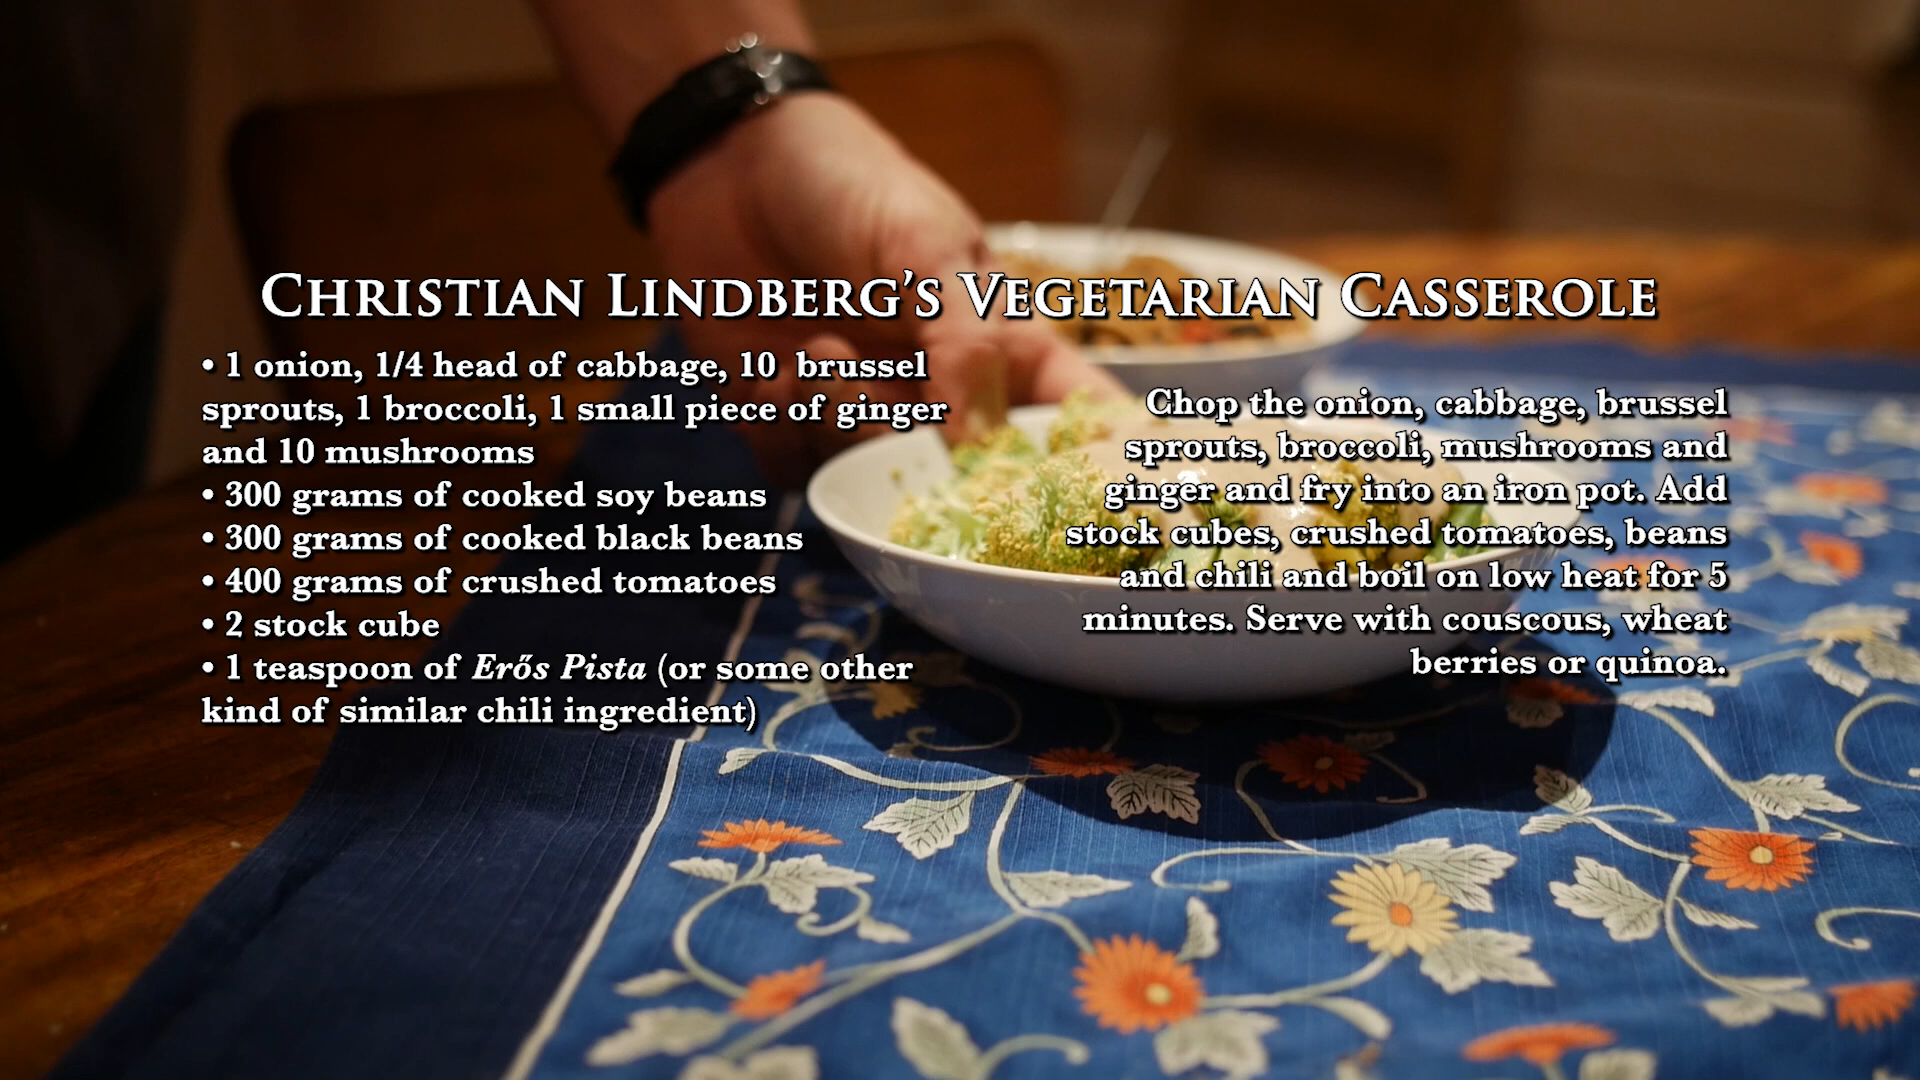 Christian Lindberg's Vegetarian Casserole
• 1 onion, 1/4 head of cabbage, 10  brussel
sprouts, 1 broccoli, 1 small piece of ginger
and 10 mushrooms
• 300 grams of cooked soy beans
• 300 grams of cooked black beans
• 400 grams of crushed tomatoes
• 2 stock cube
• 1 teaspoon of Erős Pista (or some other
kind of similar chili ingredient)
Chop the onion, cabbage, brussel
sprouts, broccoli, mushrooms and
ginger and fry into an iron pot. Add
stock cubes, crushed tomatoes, beans
and chili and boil on low heat for 5
minutes. Serve with couscous, wheat
berries or quinoa.